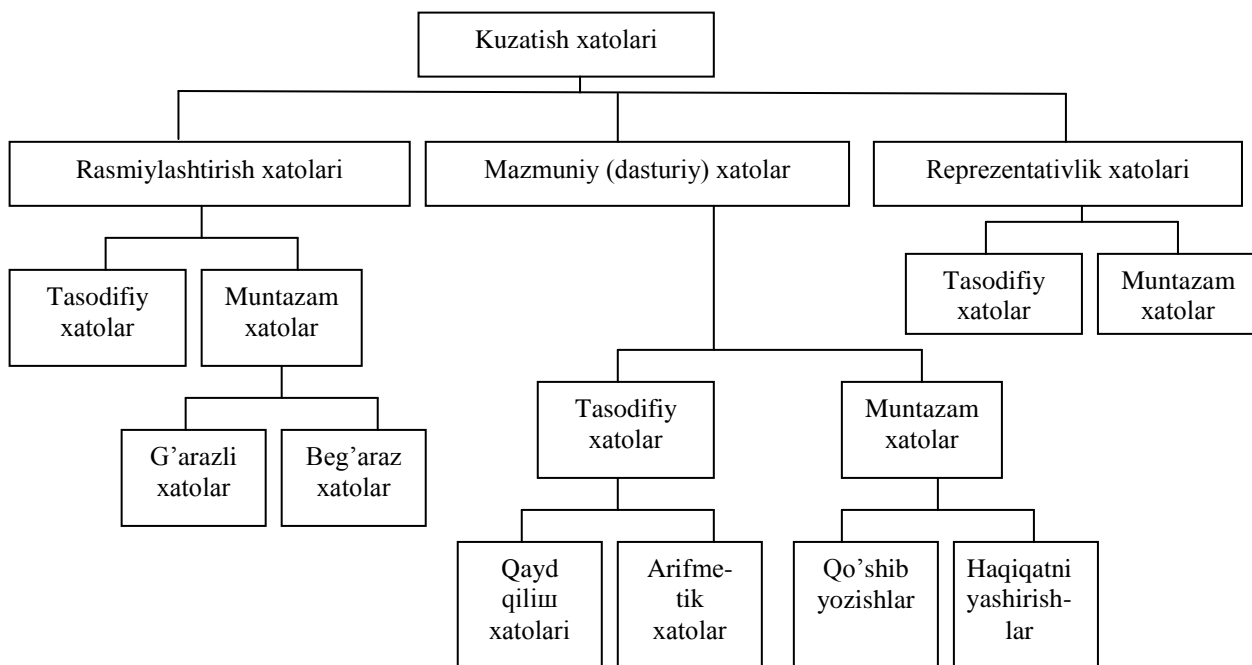 Kuzatish xatolari
Rasmiylashtirish xatolari
Mazmuniy (dasturiy) xatolar
Reprezentativlik xatolari
Tasodifiy
xatolar
Muntazam
xatolar
Tasodifiy
xatolar
Muntazam
xatolar
Tasodifiy
xatolar
Muntazam
xatolar
G’arazli
xatolar
Beg’araz
xatolar
Qayd
qiliш
xatolari
Arifme-
tik
xatolar
Qo’shib
yozishlar
Haqiqatni
yashirish-
lar